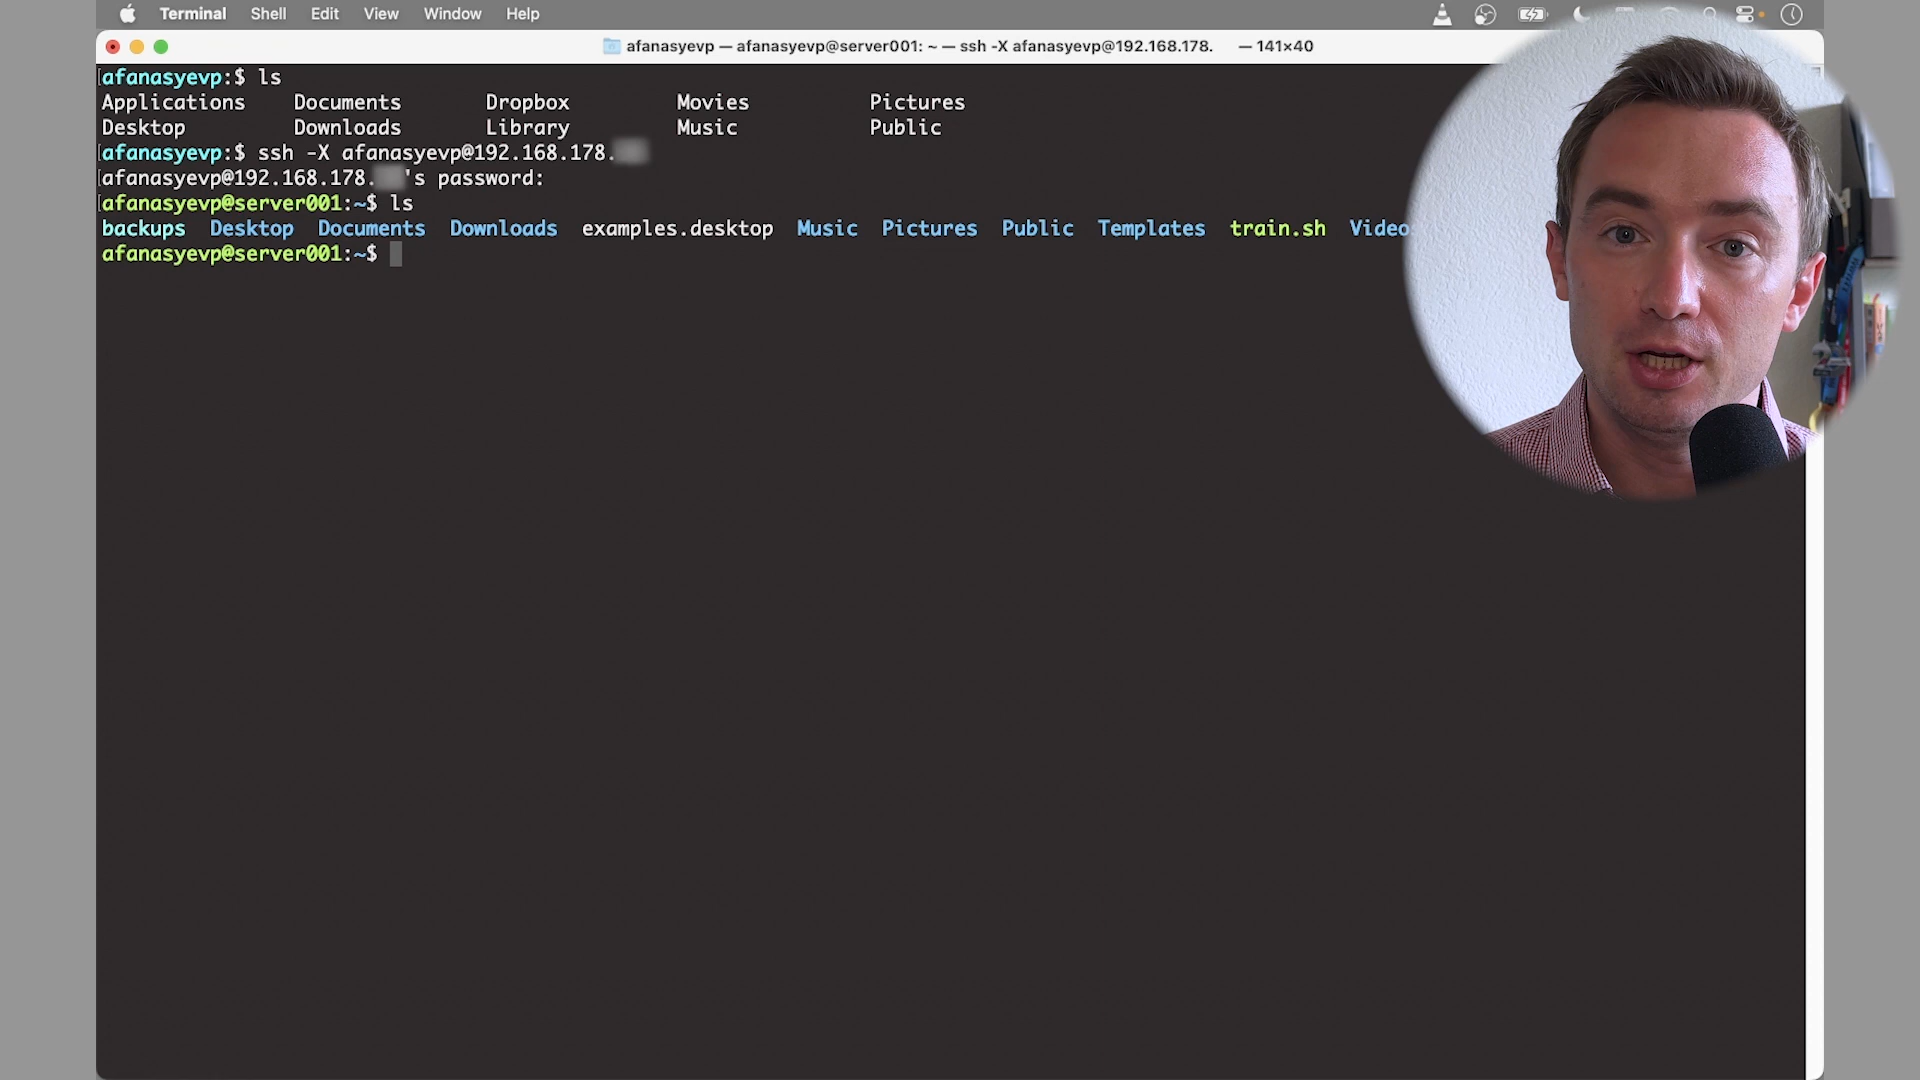 Terminal Shell Edit View Window Help
afanasyevp — afanasyevp@server001: ~ — ssh -X afanasyevp@192.168.178. — 141×40
[afanasyevp:$ ls
Applications Documents Dropbox Movies Pictures
Desktop Downloads Library Music Public
[afanasyevp:$ ssh -X afanasyevp@192.168.178.
[afanasyevp@192.168.178. 's password:
[afanasyevp@server001:~$ ls
backups Desktop Documents Downloads examples.desktop Music Pictures Public Templates train.sh Video
afanasyevp@server001:~$